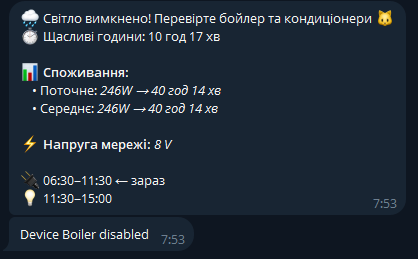 🌧 Світло вимкнено! Перевірте бойлер та кондиціонери 🐱
⏱ Щасливі години: 10 год 17 хв
📊 Споживання:
• Поточне: 246W → 40 год 14 хв
• Середнє: 246W → 40 год 14 хв
⚡ Напруга мережі: 8 V
🔌 06:30–11:30 ← зараз
💡 11:30–15:00
7:53
Device Boiler disabled 7:53